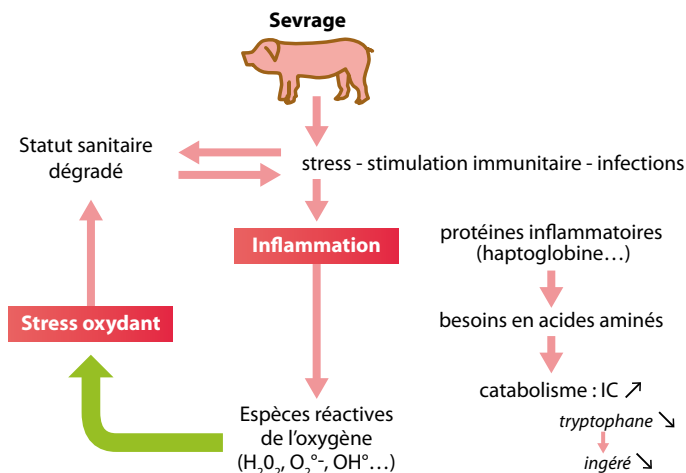 Sevrage
Statut sanitaire
dégradé
stress - stimulation immunitaire - infections
Inflammation
protéines inflammatoires
(haptoglobine…)
Stress oxydant
besoins en acides aminés
catabolisme : IC ↗
tryptophane ↘
ingéré ↘
Espèces réactives
de l’oxygène
(H₂0₂, O₂°-, OH°…)